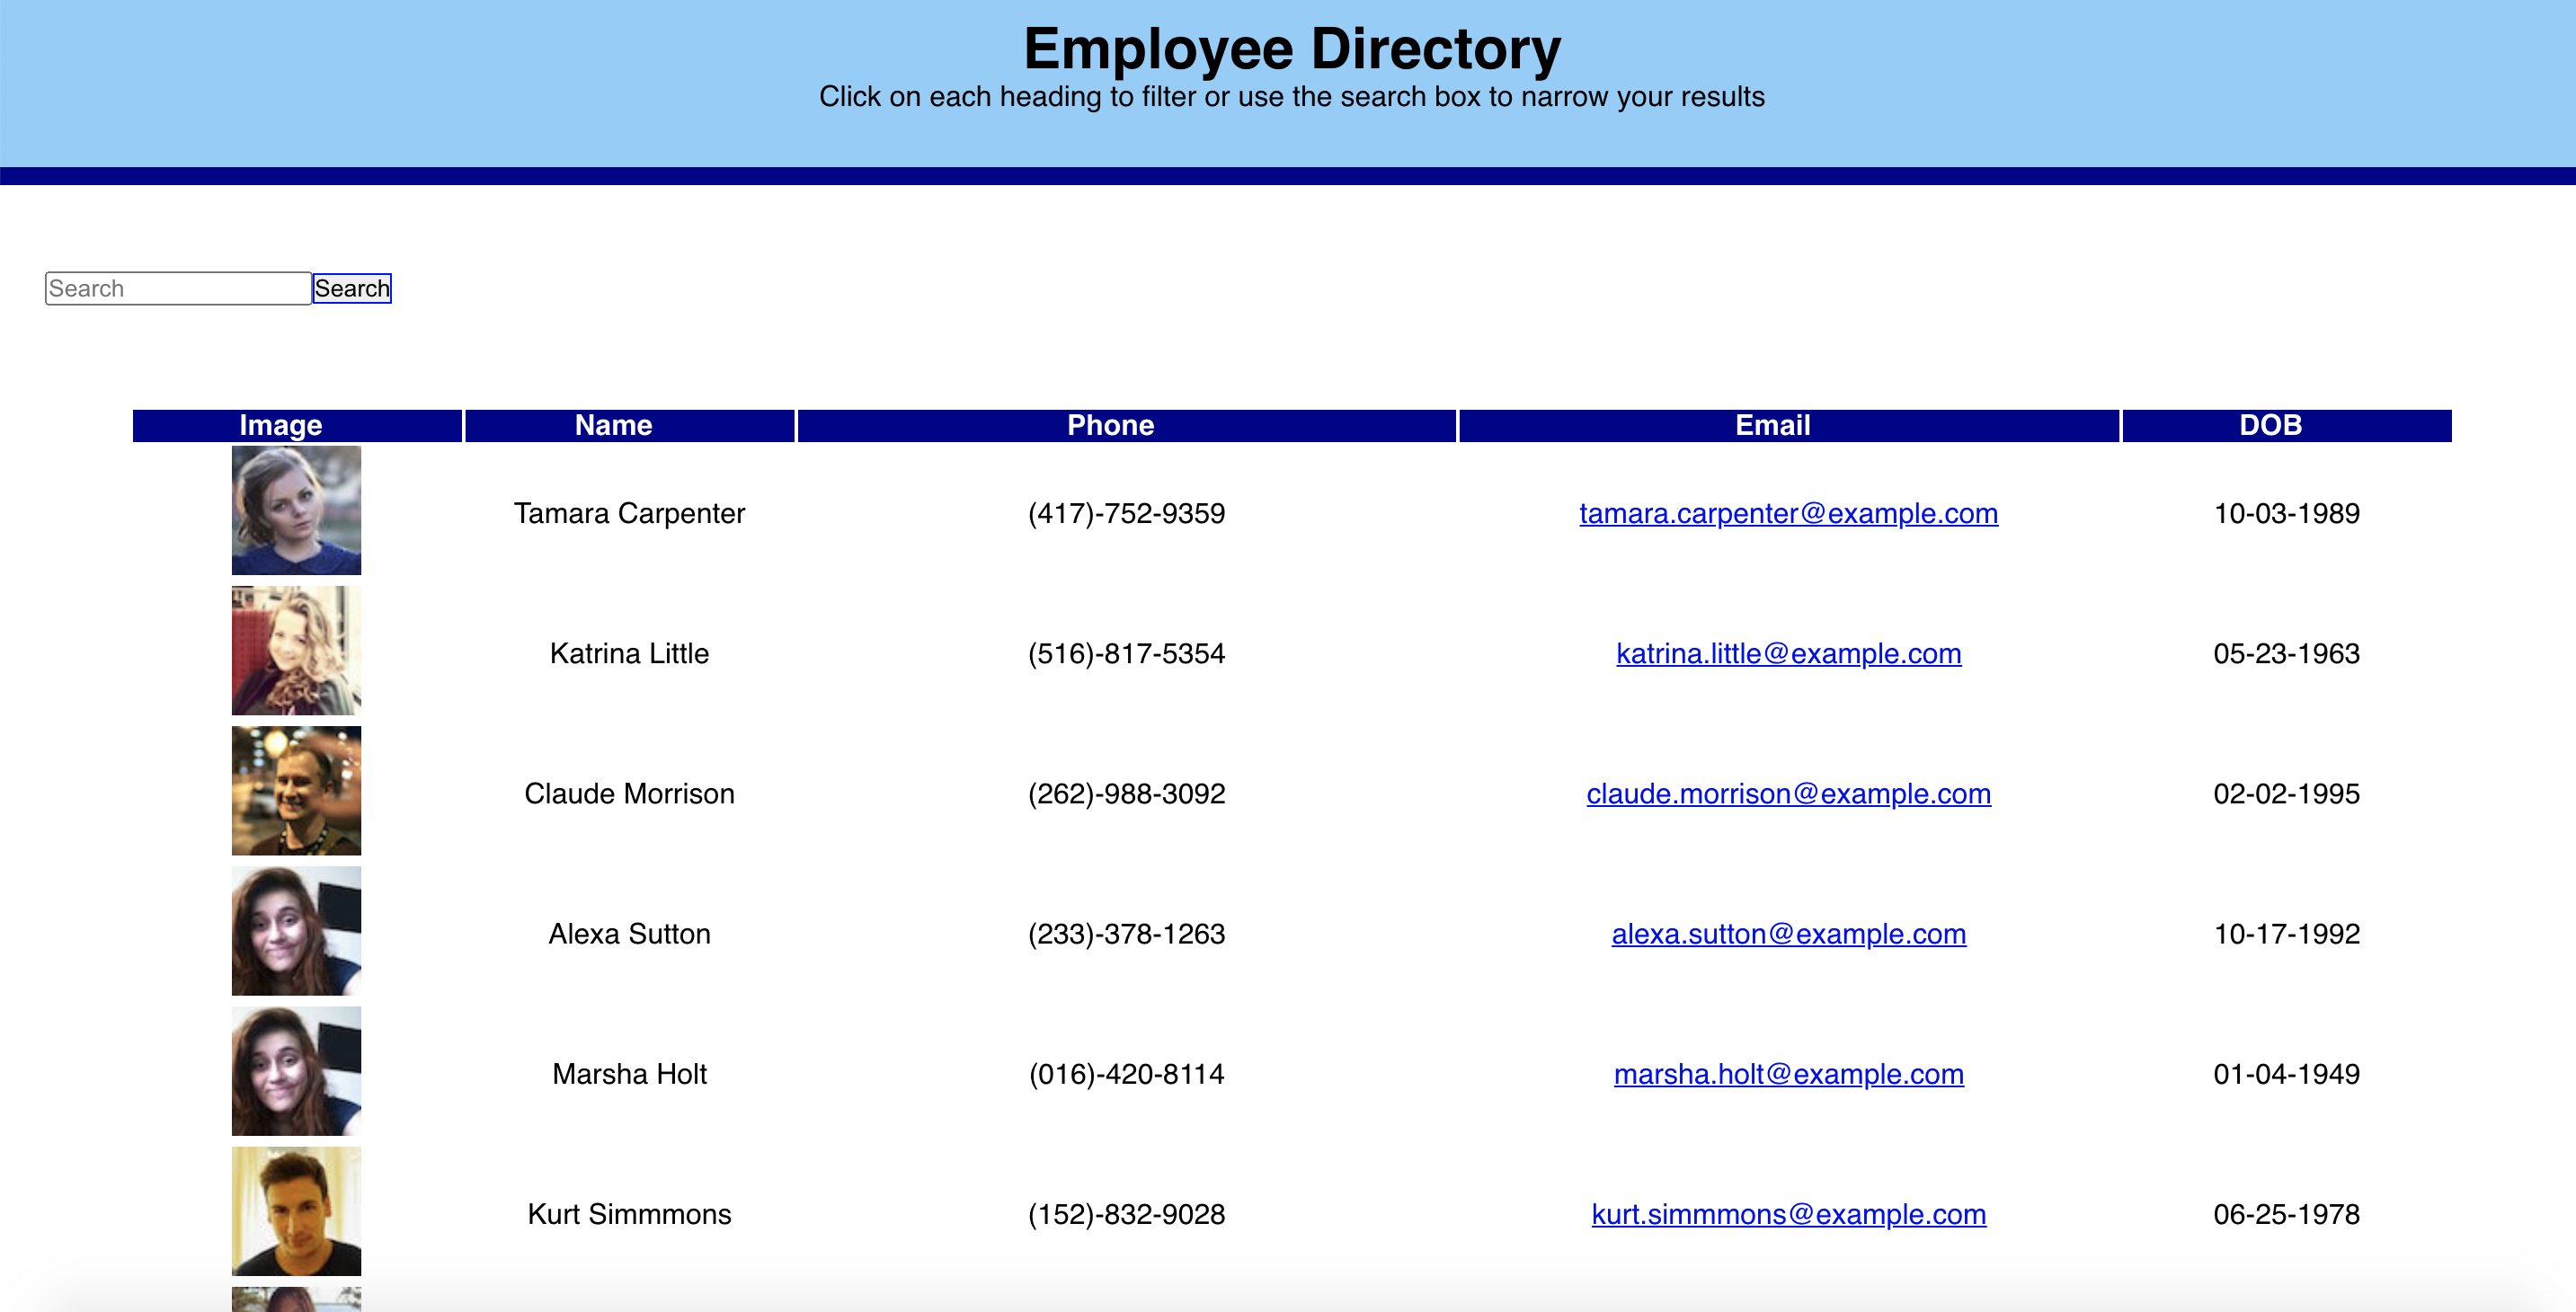 Employee Directory
Click on each heading to filter or use the search box to narrow your results
Search Search
Image Name Phone Email DOB
Tamara Carpenter (417)-752-9359 tamara.carpenter@example.com 10-03-1989
Katrina Little (516)-817-5354 katrina.little@example.com 05-23-1963
Claude Morrison (262)-988-3092 claude.morrison@example.com 02-02-1995
Alexa Sutton (233)-378-1263 alexa.sutton@example.com 10-17-1992
Marsha Holt (016)-420-8114 marsha.holt@example.com 01-04-1949
Kurt Simmmons (152)-832-9028 kurt.simmmons@example.com 06-25-1978